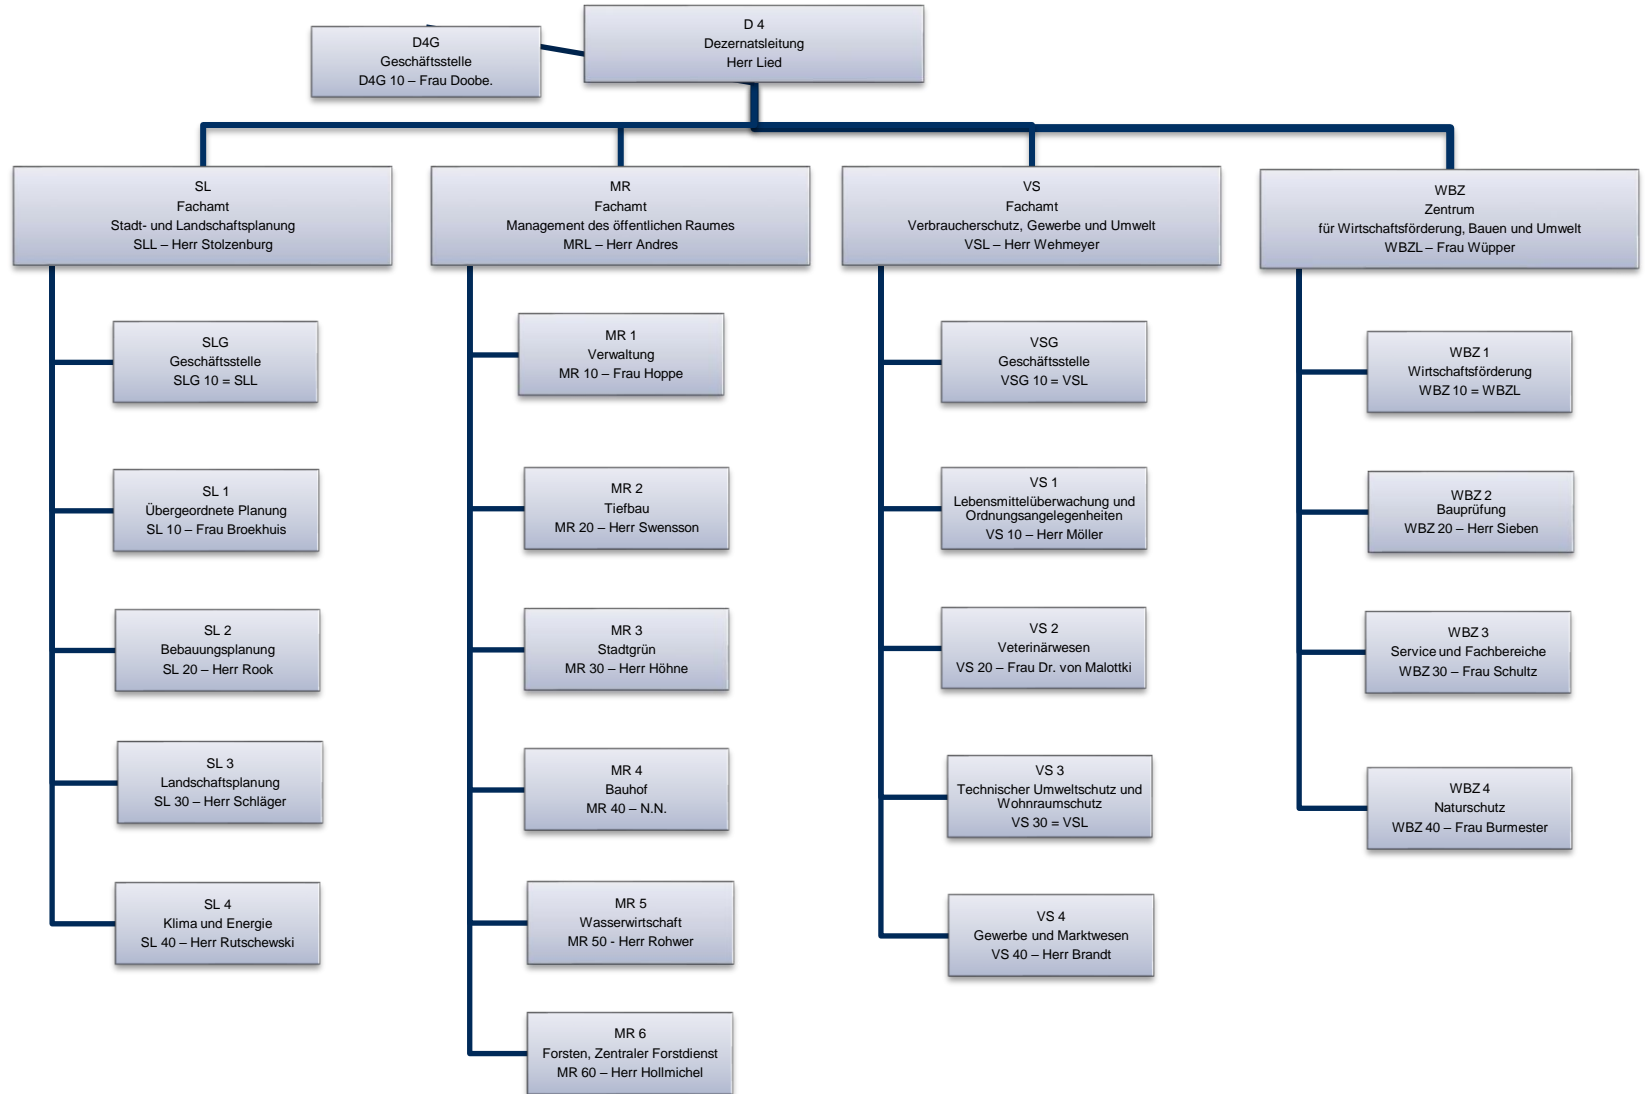 D 4
Dezernatsleitung
Herr Lied
D4G
Geschäftsstelle
D4G 10 – Frau Doobe.
SL
Fachamt
Stadt- und Landschaftsplanung
SLL – Herr Stolzenburg
SLG
Geschäftsstelle
SLG 10 = SLL
SL 1
Übergeordnete Planung
SL 10 – Frau Broekhuis
SL 2
Bebauungsplanung
SL 20 – Herr Rook
SL 3
Landschaftsplanung
SL 30 – Herr Schläger
SL 4
Klima und Energie
SL 40 – Herr Rutschewski
MR
Fachamt
Management des öffentlichen Raumes
MRL – Herr Andres
MR 1
Verwaltung
MR 10 – Frau Hoppe
MR 2
Tiefbau
MR 20 – Herr Swensson
MR 3
Stadtgrün
MR 30 – Herr Höhne
MR 4
Bauhof
MR 40 – N.N.
MR 5
Wasserwirtschaft
MR 50 - Herr Rohwer
MR 6
Forsten, Zentraler Forstdienst
MR 60 – Herr Hollmichel
VS
Fachamt
Verbraucherschutz, Gewerbe und Umwelt
VSL – Herr Wehmeyer
VSG
Geschäftsstelle
VSG 10 = VSL
VS 1
Lebensmittelüberwachung und
Ordnungsangelegenheiten
VS 10 – Herr Möller
VS 2
Veterinärwesen
VS 20 – Frau Dr. von Malottki
VS 3
Technischer Umweltschutz und
Wohnraumschutz
VS 30 = VSL
VS 4
Gewerbe und Marktwesen
VS 40 – Herr Brandt
WBZ
Zentrum
für Wirtschaftsförderung, Bauen und Umwelt
WBZL – Frau Wüpper
WBZ 1
Wirtschaftsförderung
WBZ 10 = WBZL
WBZ 2
Bauprüfung
WBZ 20 – Herr Sieben
WBZ 3
Service und Fachbereiche
WBZ 30 – Frau Schultz
WBZ 4
Naturschutz
WBZ 40 – Frau Burmester